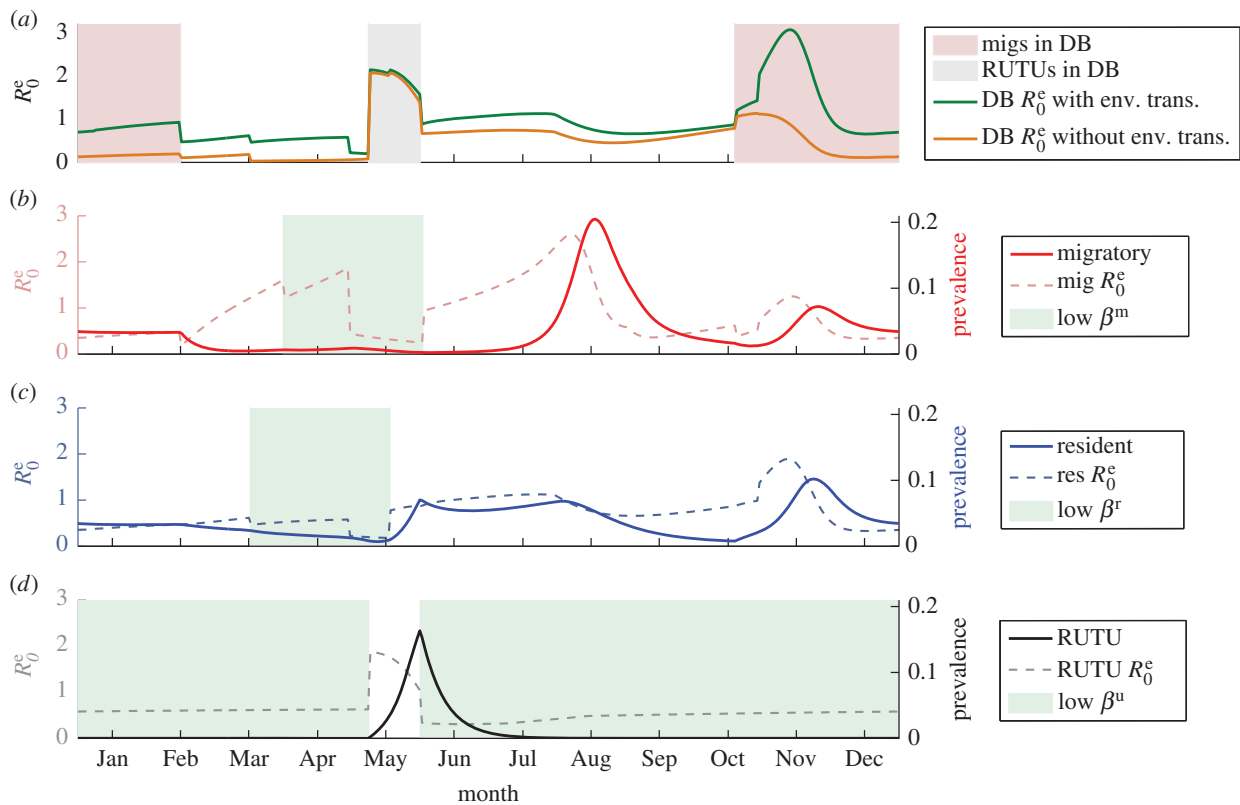 (a)
3
2
1
0
R₀ᵉ
migs in DB
RUTUs in DB
DB R₀ᵉ with env. trans.
DB R₀ᵉ without env. trans.
(b)
3
2
1
0
R₀ᵉ
0.2
0.1
0
prevalence
migratory
mig R₀ᵉ
low βᵐ
(c)
3
2
1
0
R₀ᵉ
0.2
0.1
0
prevalence
resident
res R₀ᵉ
low βʳ
(d)
3
2
1
0
R₀ᵉ
0.2
0.1
0
prevalence
RUTU
RUTU R₀ᵉ
low βᵘ
Jan Feb Mar Apr May Jun Jul Aug Sep Oct Nov Dec
month